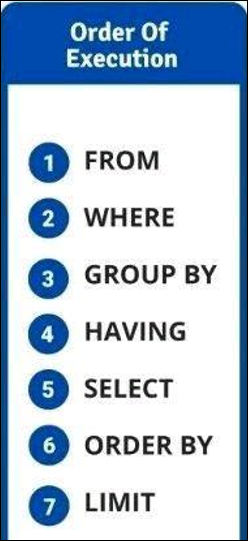 Order Of
Execution
1 FROM
2 WHERE
3 GROUP BY
4 HAVING
5 SELECT
6 ORDER BY
7 LIMIT